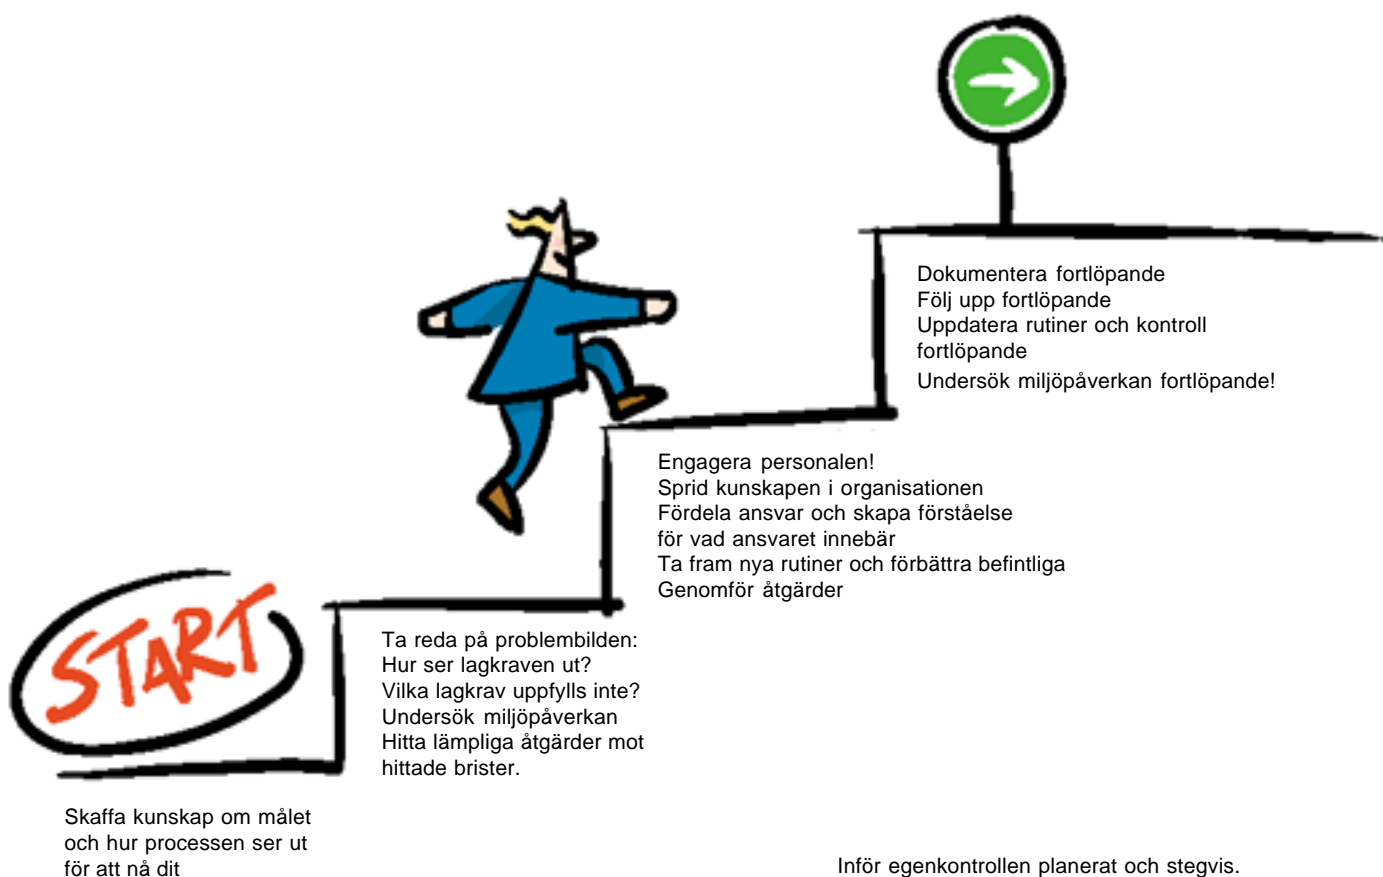 Dokumentera fortlöpande
Följ upp fortlöpande
Uppdatera rutiner och kontroll
fortlöpande
Undersök miljöpåverkan fortlöpande!
Engagera personalen!
Sprid kunskapen i organisationen
Fördela ansvar och skapa förståelse
för vad ansvaret innebär
Ta fram nya rutiner och förbättra befintliga
Genomför åtgärder
START
Ta reda på problembilden:
Hur ser lagkraven ut?
Vilka lagkrav uppfylls inte?
Undersök miljöpåverkan
Hitta lämpliga åtgärder mot
hittade brister.
Skaffa kunskap om målet
och hur processen ser ut
för att nå dit
Inför egenkontrollen planerat och stegvis.